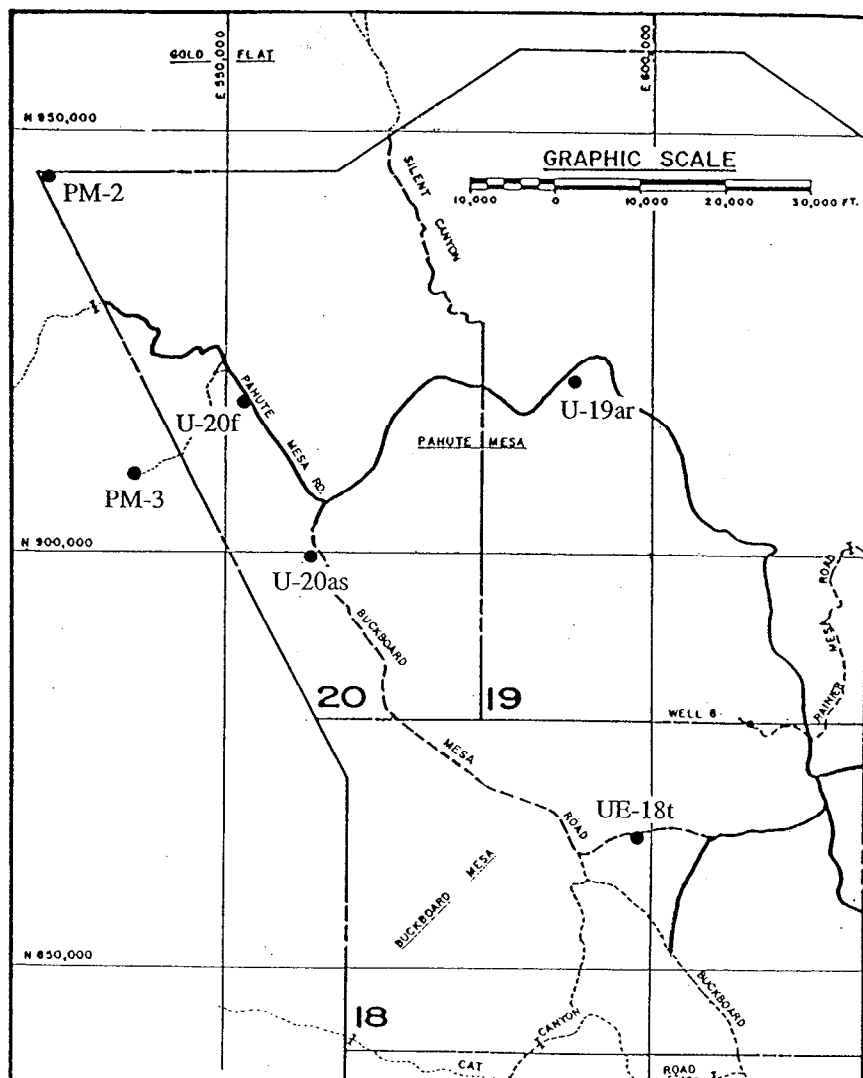 GOLD FLAT
E 550,000
E 600,000
N 950,000
SILENT CANYON
GRAPHIC SCALE
10,000 0 10,000 20,000 30,000 FT.
PM-2
PAHUTE MESA RD.
U-20f
U-19ar
PAHUTE MESA
PM-3
N 900,000
U-20as
BUCKBOARD MESA ROAD
RAINIER MESA ROAD
20
19
WELL 8
UE-18t
BUCKBOARD MESA
N 850,000
BUCKBOARD
ROAD
18
CAT CANYON